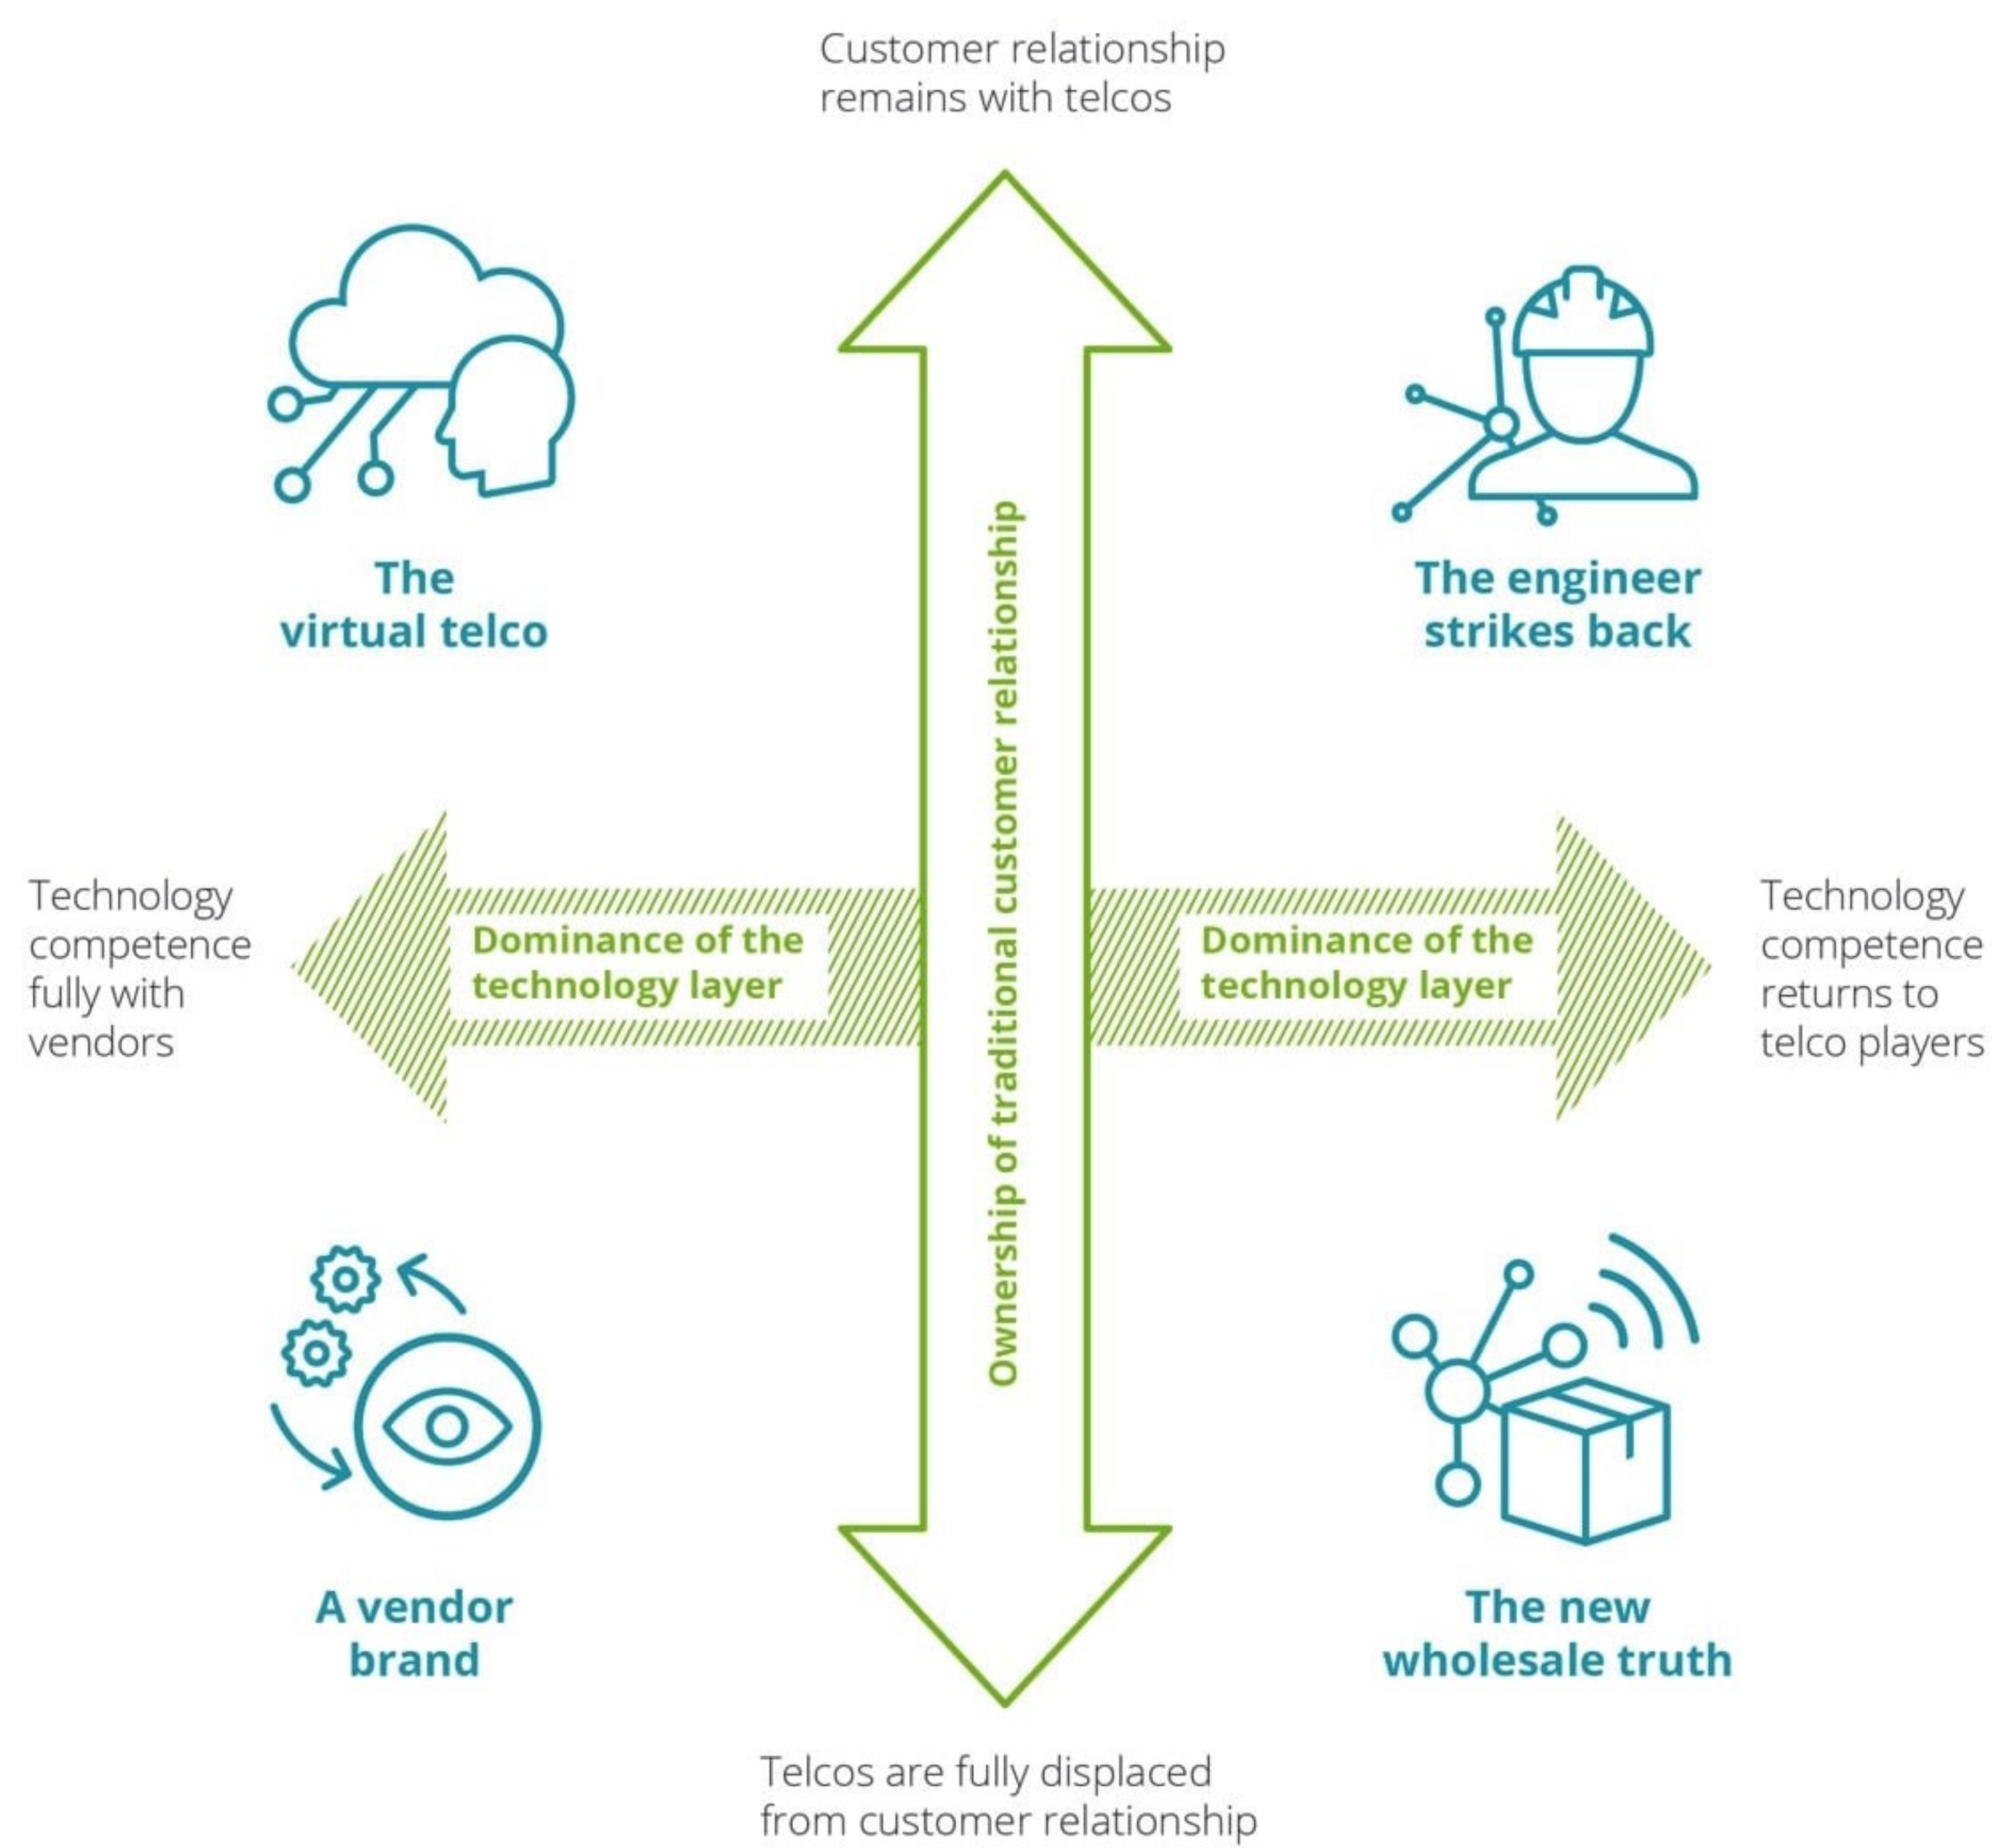 Customer relationship
remains with telcos
The
virtual telco
The engineer
strikes back
Ownership of traditional customer relationship
Technology
competence
fully with
vendors
Dominance of the
technology layer
Dominance of the
technology layer
Technology
competence
returns to
telco players
A vendor
brand
The new
wholesale truth
Telcos are fully displaced
from customer relationship